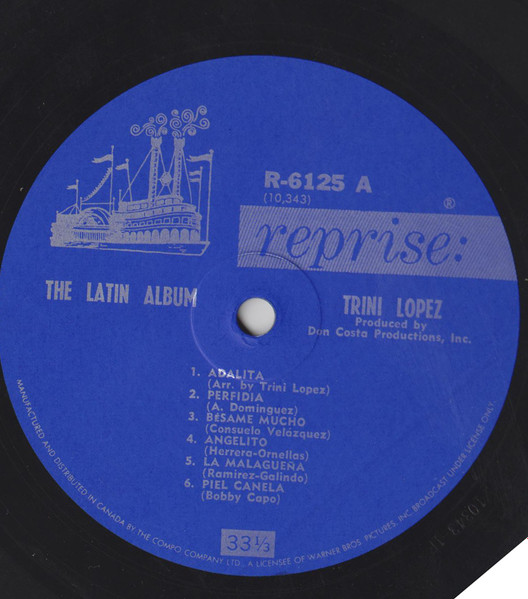 R-6125 A
(10,343)
®
reprise:
THE LATIN ALBUM
TRINI LOPEZ
Produced by
Don Costa Productions, Inc.
1. ADALITA
(Arr. by Trini Lopez)
2. PERFIDIA
(A. Dominguez)
3. BéSAME MUCHO
(Consuelo Velázquez)
4. ANGELITO
(Herrera-Ornellas)
5. LA MALAGUEÑA
(Ramirez-Galindo)
6. PIEL CANELA
(Bobby Capo)
33⅓
MANUFACTURED AND DISTRIBUTED IN CANADA BY THE COMPO COMPANY LTD., A LICENSEE OF WARNER BROS. PICTURES, INC. BROADCAST UNDER LICENSE ONLY.